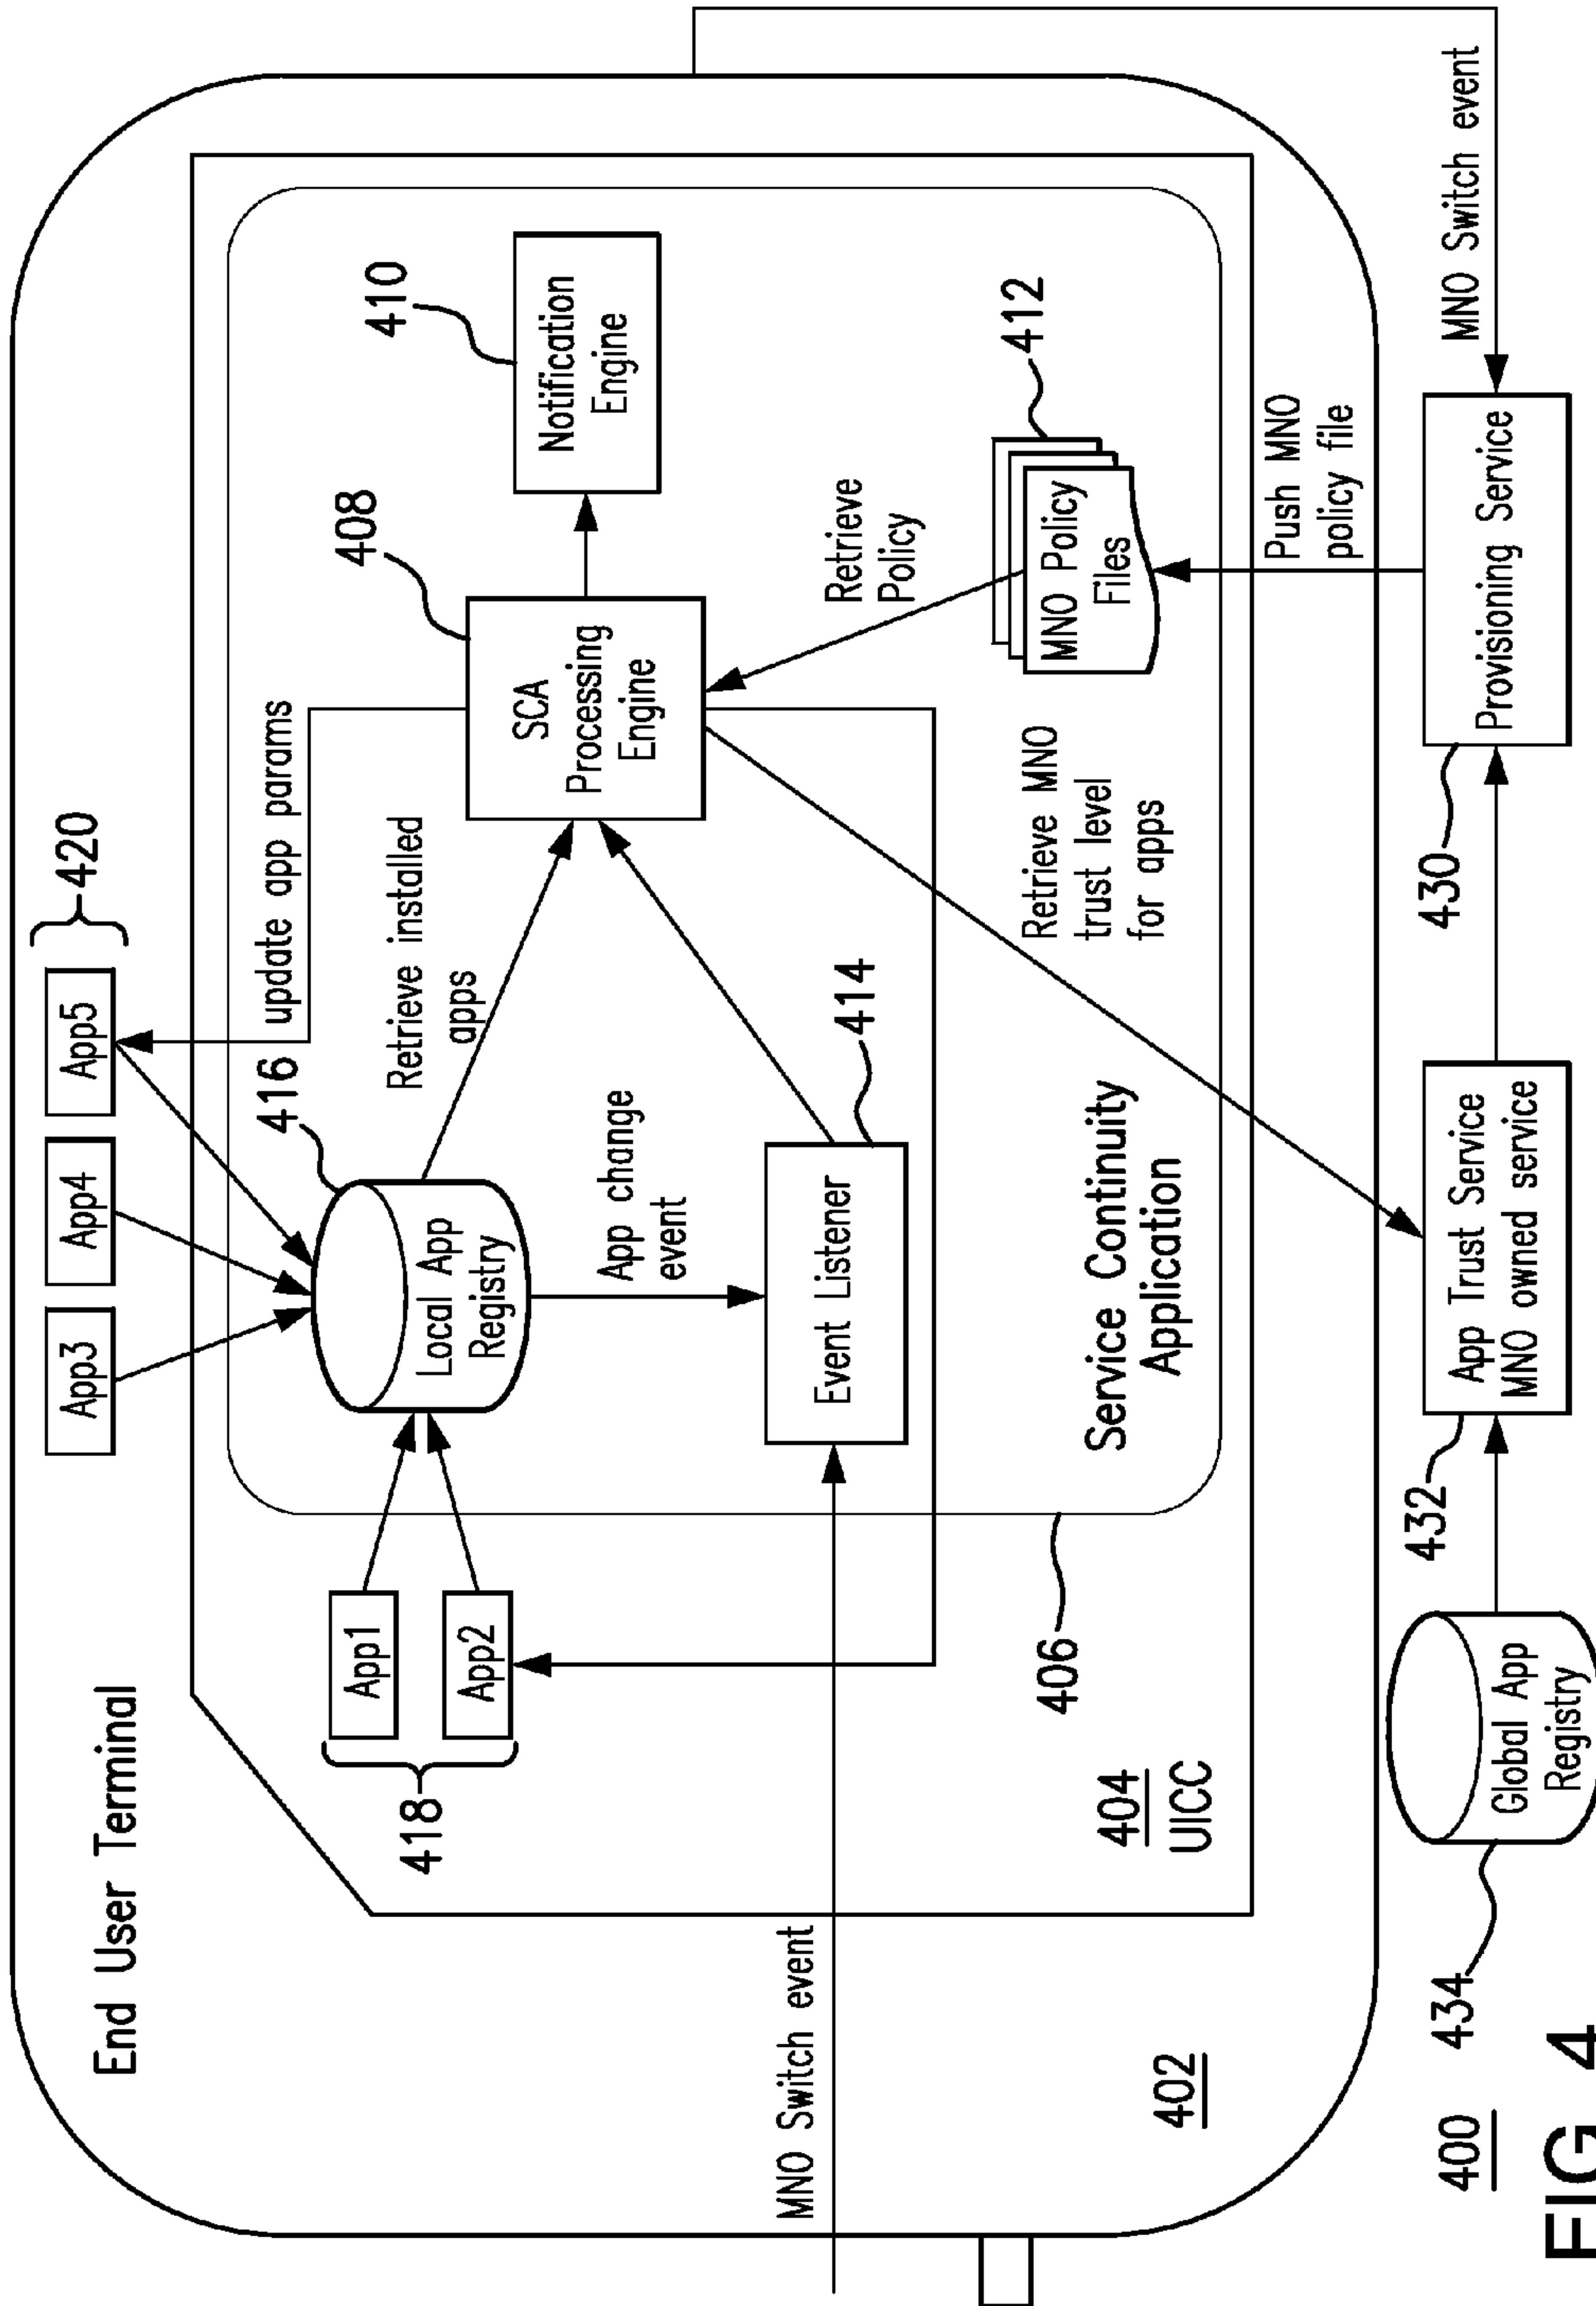 End User Terminal
App3
App4
App5
420
update app params
416
Local App
Registry
Retrieve installed
apps
408
SCA
Processing
Engine
410
Notification
Engine
App1
App2
418
App change
event
Event Listener
414
Retrieve
Policy
412
MNO Policy
Files
MNO Switch event
Retrieve MNO
trust level
for apps
Service Continuity
Application
406
404
UICC
402
Push MNO
policy file
MNO Switch event
434
Global App
Registry
432
App Trust Service
MNO owned service
430
Provisioning Service
400
FIG. 4